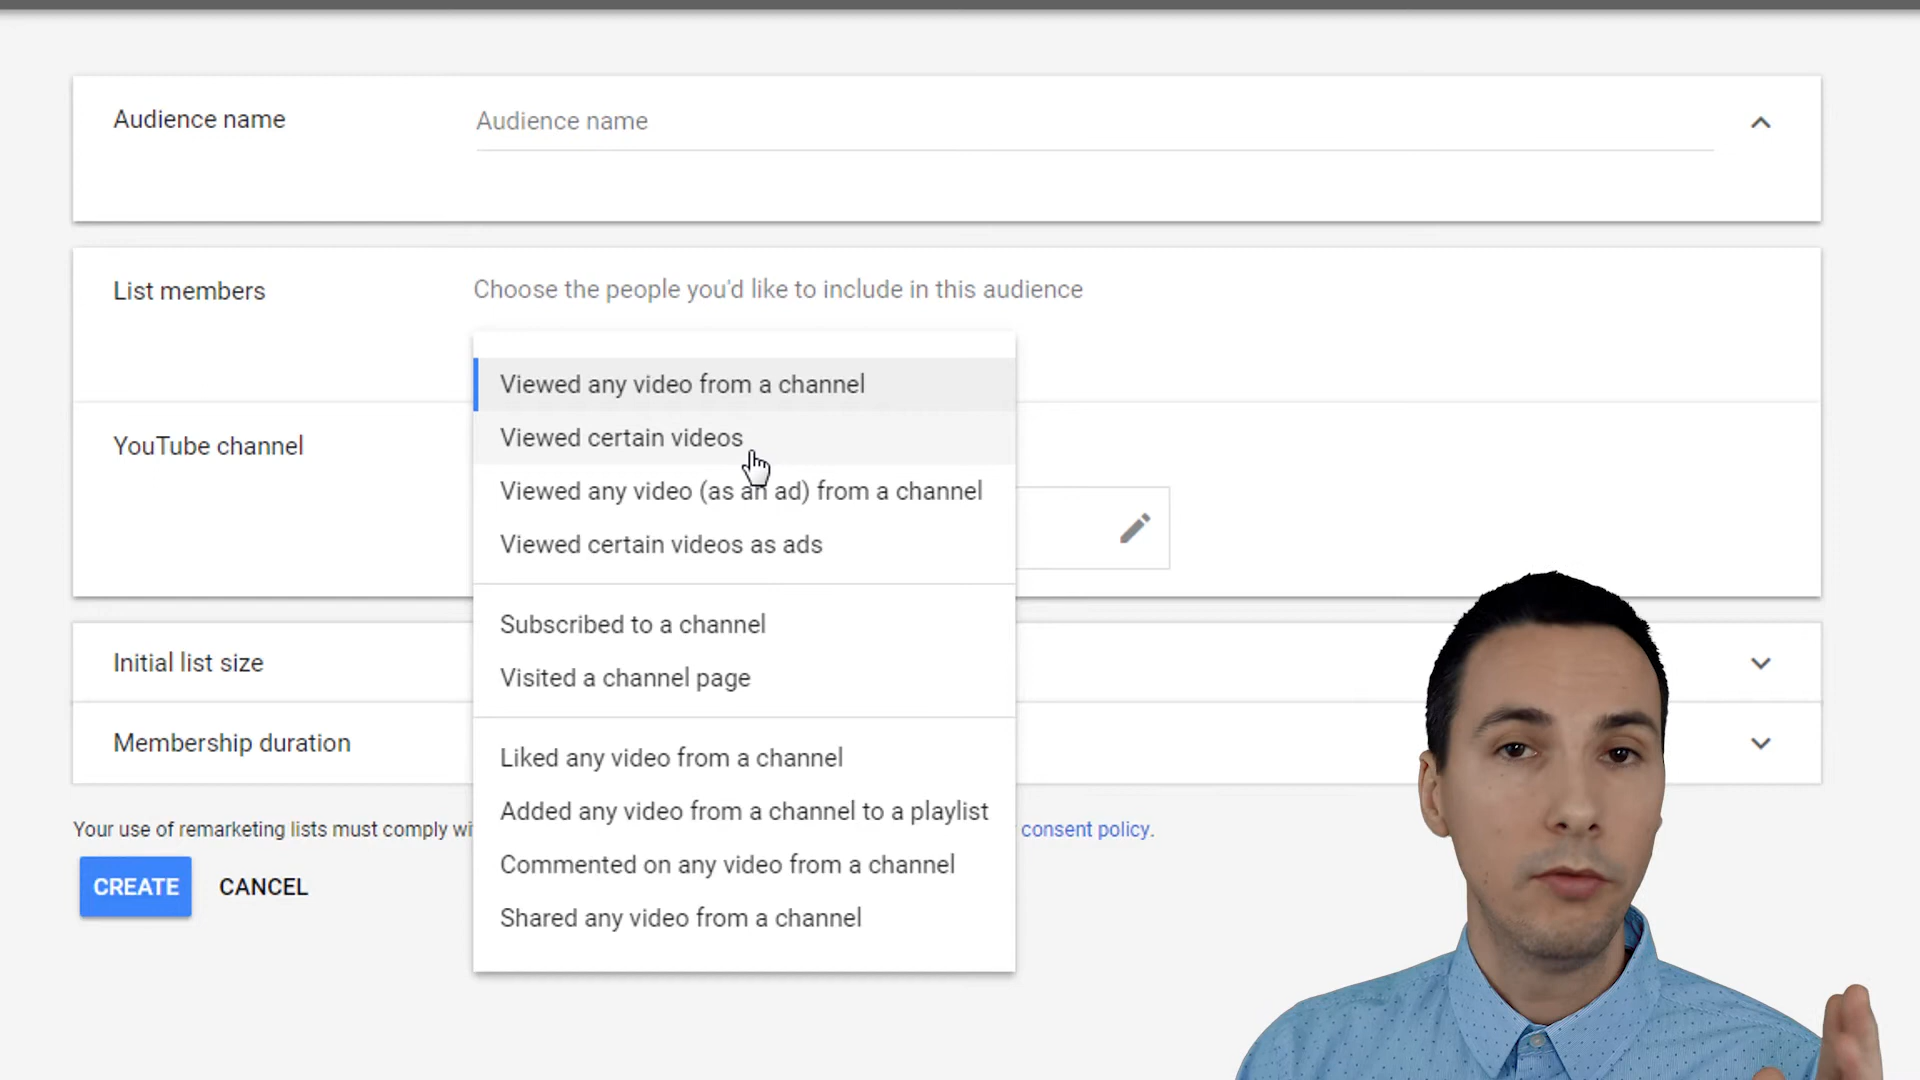 Audience name
Audience name
List members
Choose the people you'd like to include in this audience
Viewed any video from a channel
Viewed certain videos
YouTube channel
Viewed any video (as an ad) from a channel
Viewed certain videos as ads
Subscribed to a channel
Initial list size
Visited a channel page
Membership duration
Liked any video from a channel
Added any video from a channel to a playlist
Your use of remarketing lists must comply
consent policy.
Commented on any video from a channel
CREATE
CANCEL
Shared any video from a channel